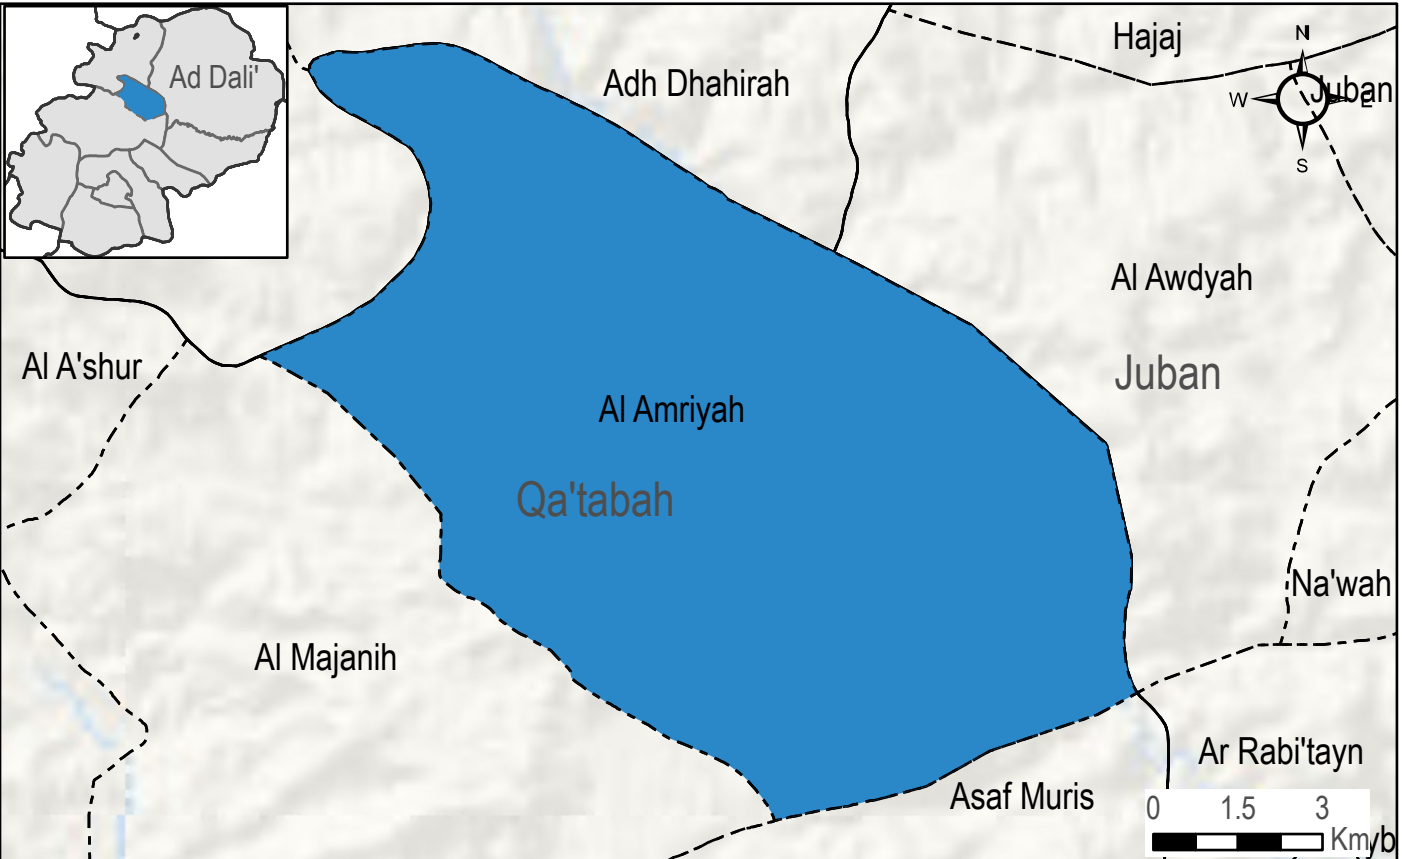 Ad Dali'
Adh Dhahirah
Hajaj
N
Juban
W
E
S
Al Awdyah
Juban
Al A'shur
Al Amriyah
Qa'tabah
Na'wah
Al Majanih
Ar Rabi'tayn
Asaf Muris
0 1.5 3
Km
yb